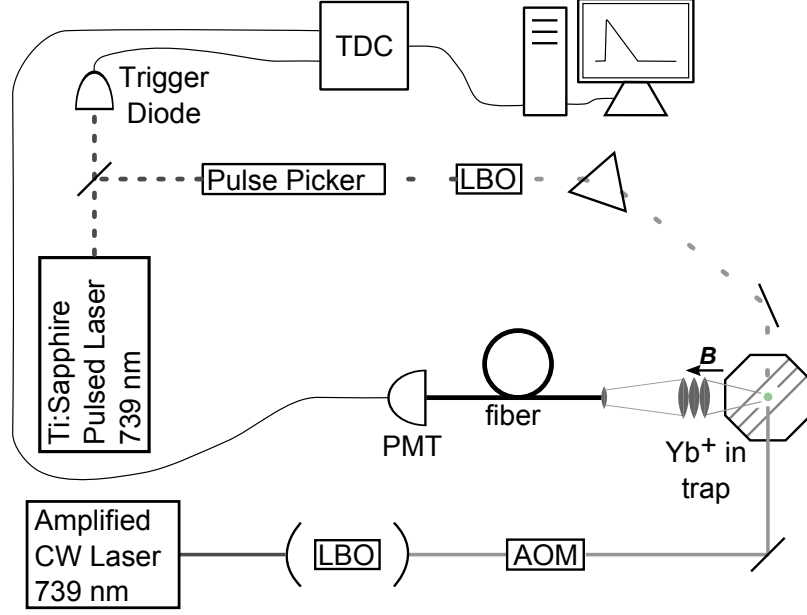 TDC
Trigger
Diode
Pulse Picker
LBO
Ti:Sapphire
Pulsed Laser
739 nm
B
fiber
PMT
Yb+ in
trap
Amplified
CW Laser
739 nm
LBO
AOM